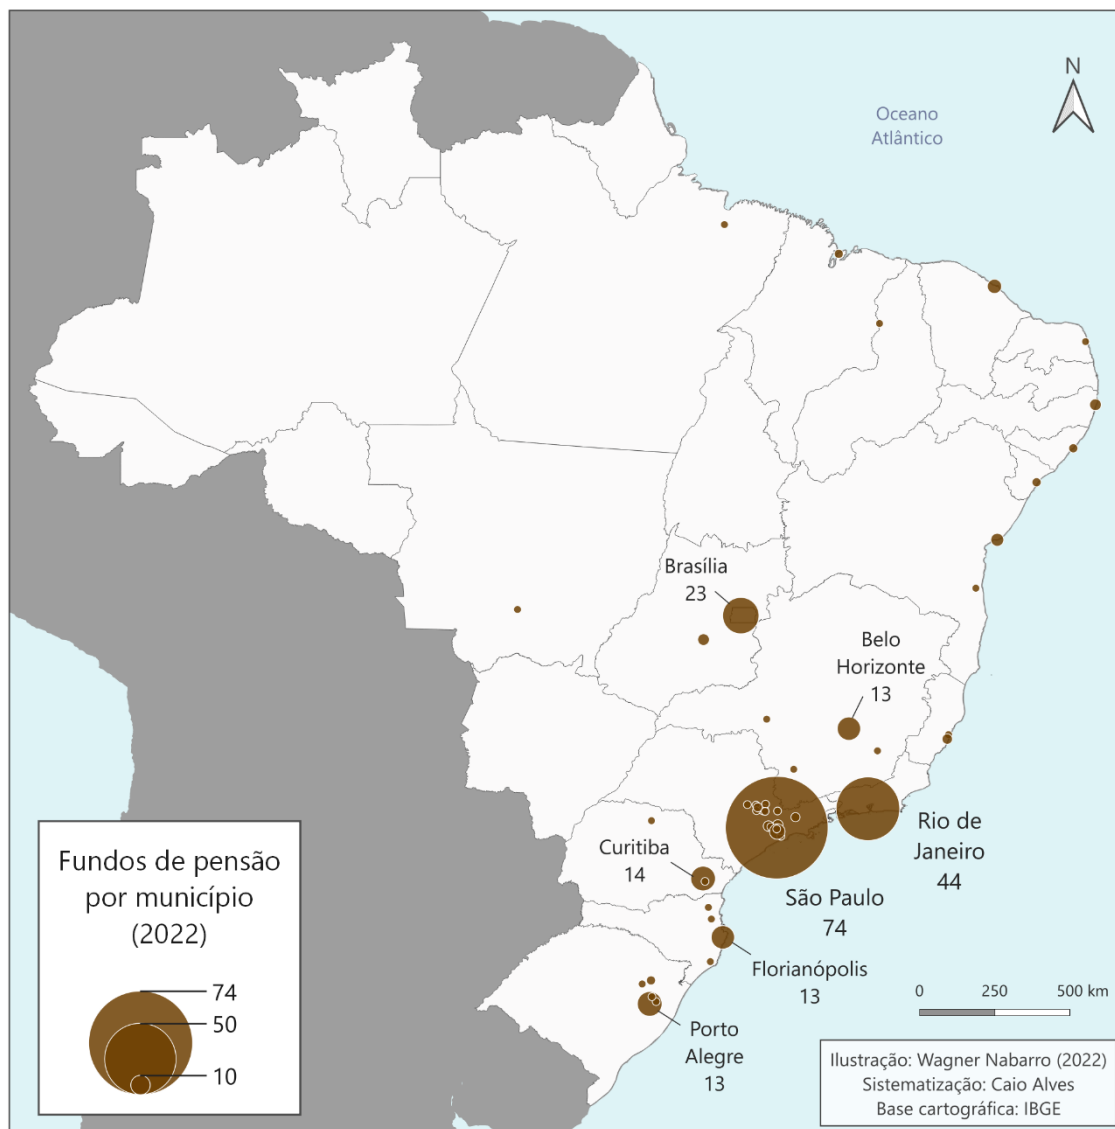 N
Oceano
Atlântico
Brasília
23
Belo
Horizonte
13
Rio de
Janeiro
44
Curitiba
14
São Paulo
74
Florianópolis
13
Porto
Alegre
13
Fundos de pensão
por município
(2022)
74
50
10
0 250 500 km
Ilustração: Wagner Nabarro (2022)
Sistematização: Caio Alves
Base cartográfica: IBGE